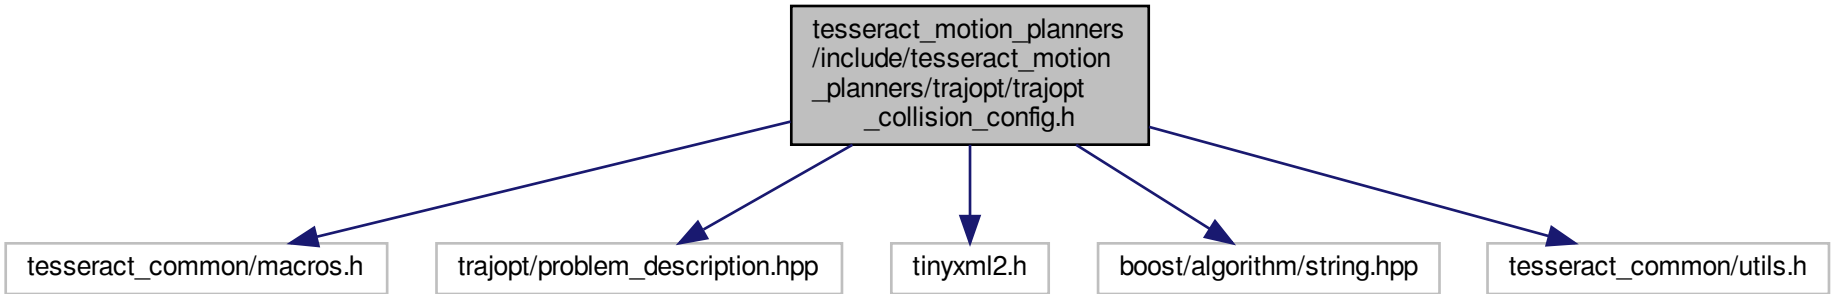 tesseract_motion_planners
/include/tesseract_motion
_planners/trajopt/trajopt
_collision_config.h
tesseract_common/macros.h
trajopt/problem_description.hpp
tinyxml2.h
boost/algorithm/string.hpp
tesseract_common/utils.h